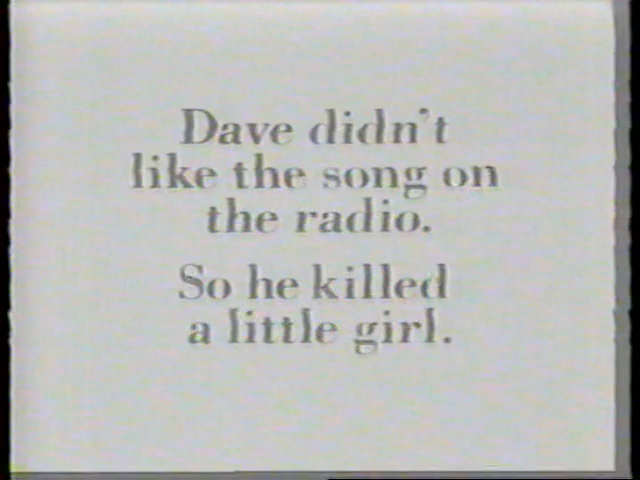 Dave didn't
like the song on
the radio.
So he killed
a little girl.